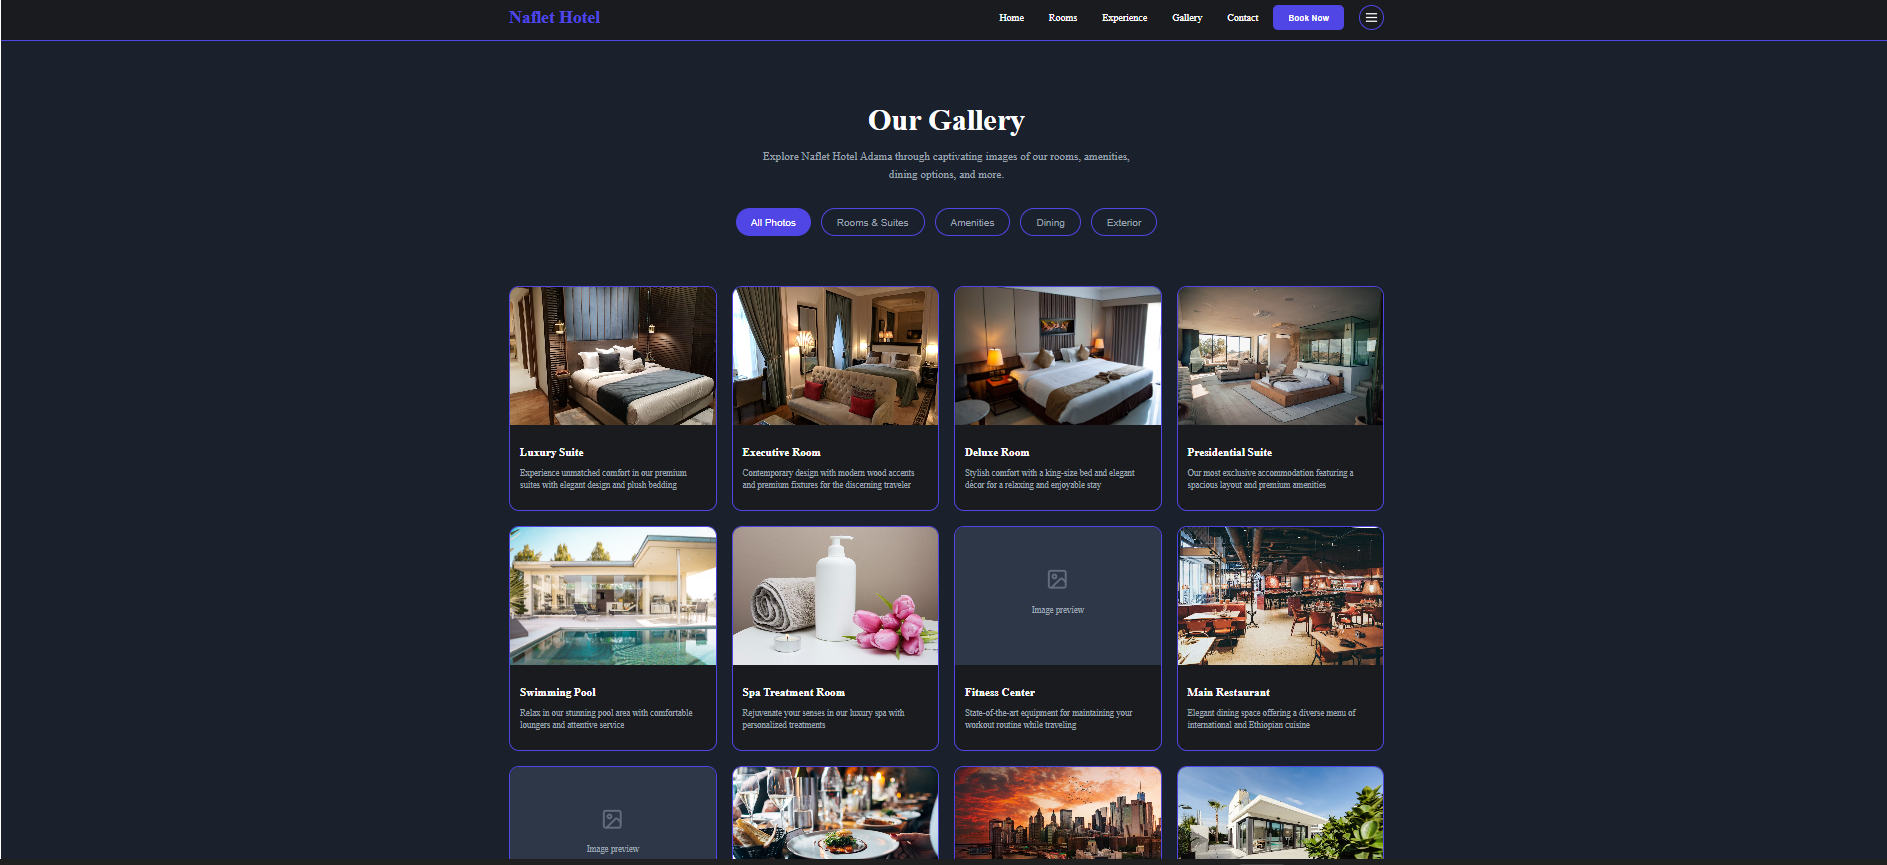 Naflet Hotel
Home
Rooms
Experience
Gallery
Contact
Book Now
Our Gallery
Explore Naflet Hotel Adama through captivating images of our rooms, amenities,
dining options, and more.
All Photos
Rooms & Suites
Amenities
Dining
Exterior
Luxury Suite
Experience unmatched comfort in our premium
suites with elegant design and plush bedding
Executive Room
Contemporary design with modern wood accents
and premium fixtures for the discerning traveler
Deluxe Room
Stylish comfort with a king-size bed and elegant
décor for a relaxing and enjoyable stay
Presidential Suite
Our most exclusive accommodation featuring a
spacious layout and premium amenities
Swimming Pool
Relax in our stunning pool area with comfortable
loungers and attentive service
Spa Treatment Room
Rejuvenate your senses in our luxury spa with
personalized treatments
Image preview
Fitness Center
State-of-the-art equipment for maintaining your
workout routine while traveling
Main Restaurant
Elegant dining space offering a diverse menu of
international and Ethiopian cuisine
Image preview